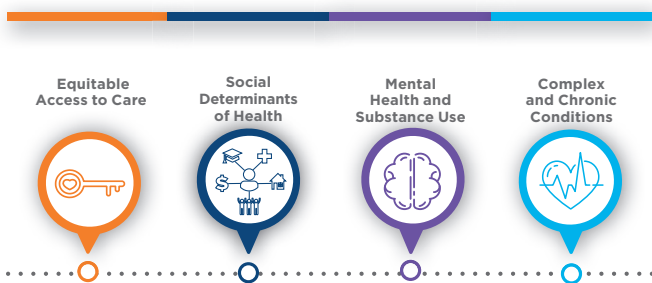 Equitable
Access to Care
Social
Determinants
of Health
Mental
Health and
Substance Use
Complex
and Chronic
Conditions
$